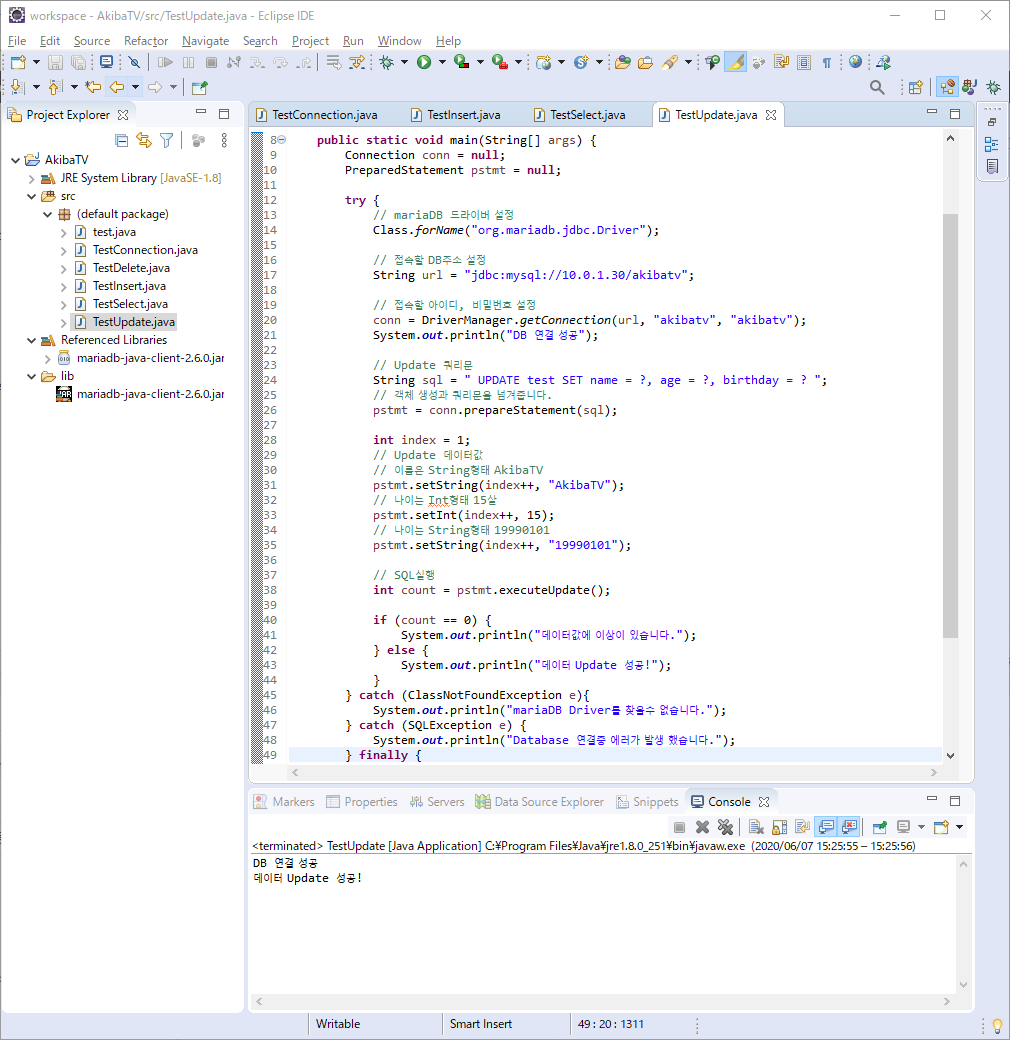 workspace - AkibaTV/src/TestUpdate.java - Eclipse IDE
File Edit Source Refactor Navigate Search Project Run Window Help
Project Explorer
AkibaTV
JRE System Library [JavaSE-1.8]
src
(default package)
test.java
TestConnection.java
TestDelete.java
TestInsert.java
TestSelect.java
TestUpdate.java
Referenced Libraries
mariadb-java-client-2.6.0.jar
lib
mariadb-java-client-2.6.0.jar
TestConnection.java TestInsert.java TestSelect.java TestUpdate.java
8 public static void main(String[] args) {
9 Connection conn = null;
10 PreparedStatement pstmt = null;
11
12 try {
13 // mariaDB 드라이버 설정
14 Class.forName("org.mariadb.jdbc.Driver");
15
16 // 접속할 DB주소 설정
17 String url = "jdbc:mysql://10.0.1.30/akibatv";
18
19 // 접속할 아이디, 비밀번호 설정
20 conn = DriverManager.getConnection(url, "akibatv", "akibatv");
21 System.out.println("DB 연결 성공");
22
23 // Update 쿼리문
24 String sql = " UPDATE test SET name = ?, age = ?, birthday = ? ";
25 // 객체 생성과 쿼리문을 넘겨줍니다.
26 pstmt = conn.prepareStatement(sql);
27
28 int index = 1;
29 // Update 데이터값
30 // 이름은 String형태 AkibaTV
31 pstmt.setString(index++, "AkibaTV");
32 // 나이는 Int형태 15살
33 pstmt.setInt(index++, 15);
34 // 나이는 String형태 19990101
35 pstmt.setString(index++, "19990101");
36
37 // SQL실행
38 int count = pstmt.executeUpdate();
39
40 if (count == 0) {
41 System.out.println("데이터값에 이상이 있습니다.");
42 } else {
43 System.out.println("데이터 Update 성공!");
44 }
45 } catch (ClassNotFoundException e){
46 System.out.println("mariaDB Driver를 찾을수 없습니다.");
47 } catch (SQLException e) {
48 System.out.println("Database 연결중 에러가 발생 했습니다.");
49 } finally {
Markers Properties Servers Data Source Explorer Snippets Console
<terminated> TestUpdate [Java Application] C:¥Program Files¥Java¥jre1.8.0_251¥bin¥javaw.exe (2020/06/07 15:25:55 – 15:25:56)
DB 연결 성공
데이터 Update 성공!
Writable Smart Insert 49 : 20 : 1311